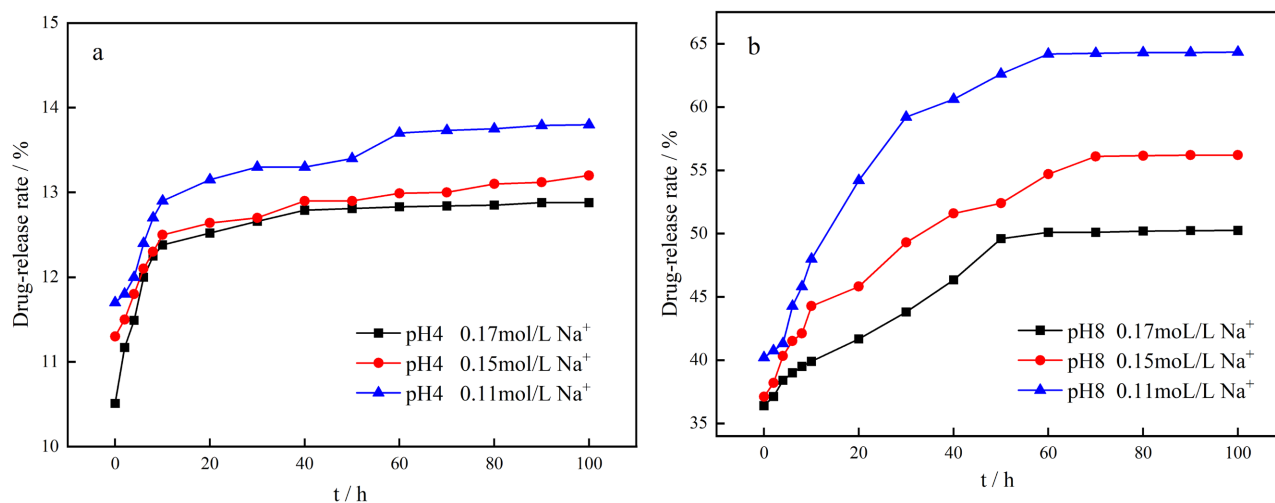 a
Drug-release rate / %
15
14
13
12
11
10
0 20 40 60 80 100
t / h
pH4 0.17mol/L Na⁺
pH4 0.15mol/L Na⁺
pH4 0.11mol/L Na⁺
b
Drug-release rate / %
65
60
55
50
45
40
35
0 20 40 60 80 100
t / h
pH8 0.17moL/L Na⁺
pH8 0.15moL/L Na⁺
pH8 0.11moL/L Na⁺